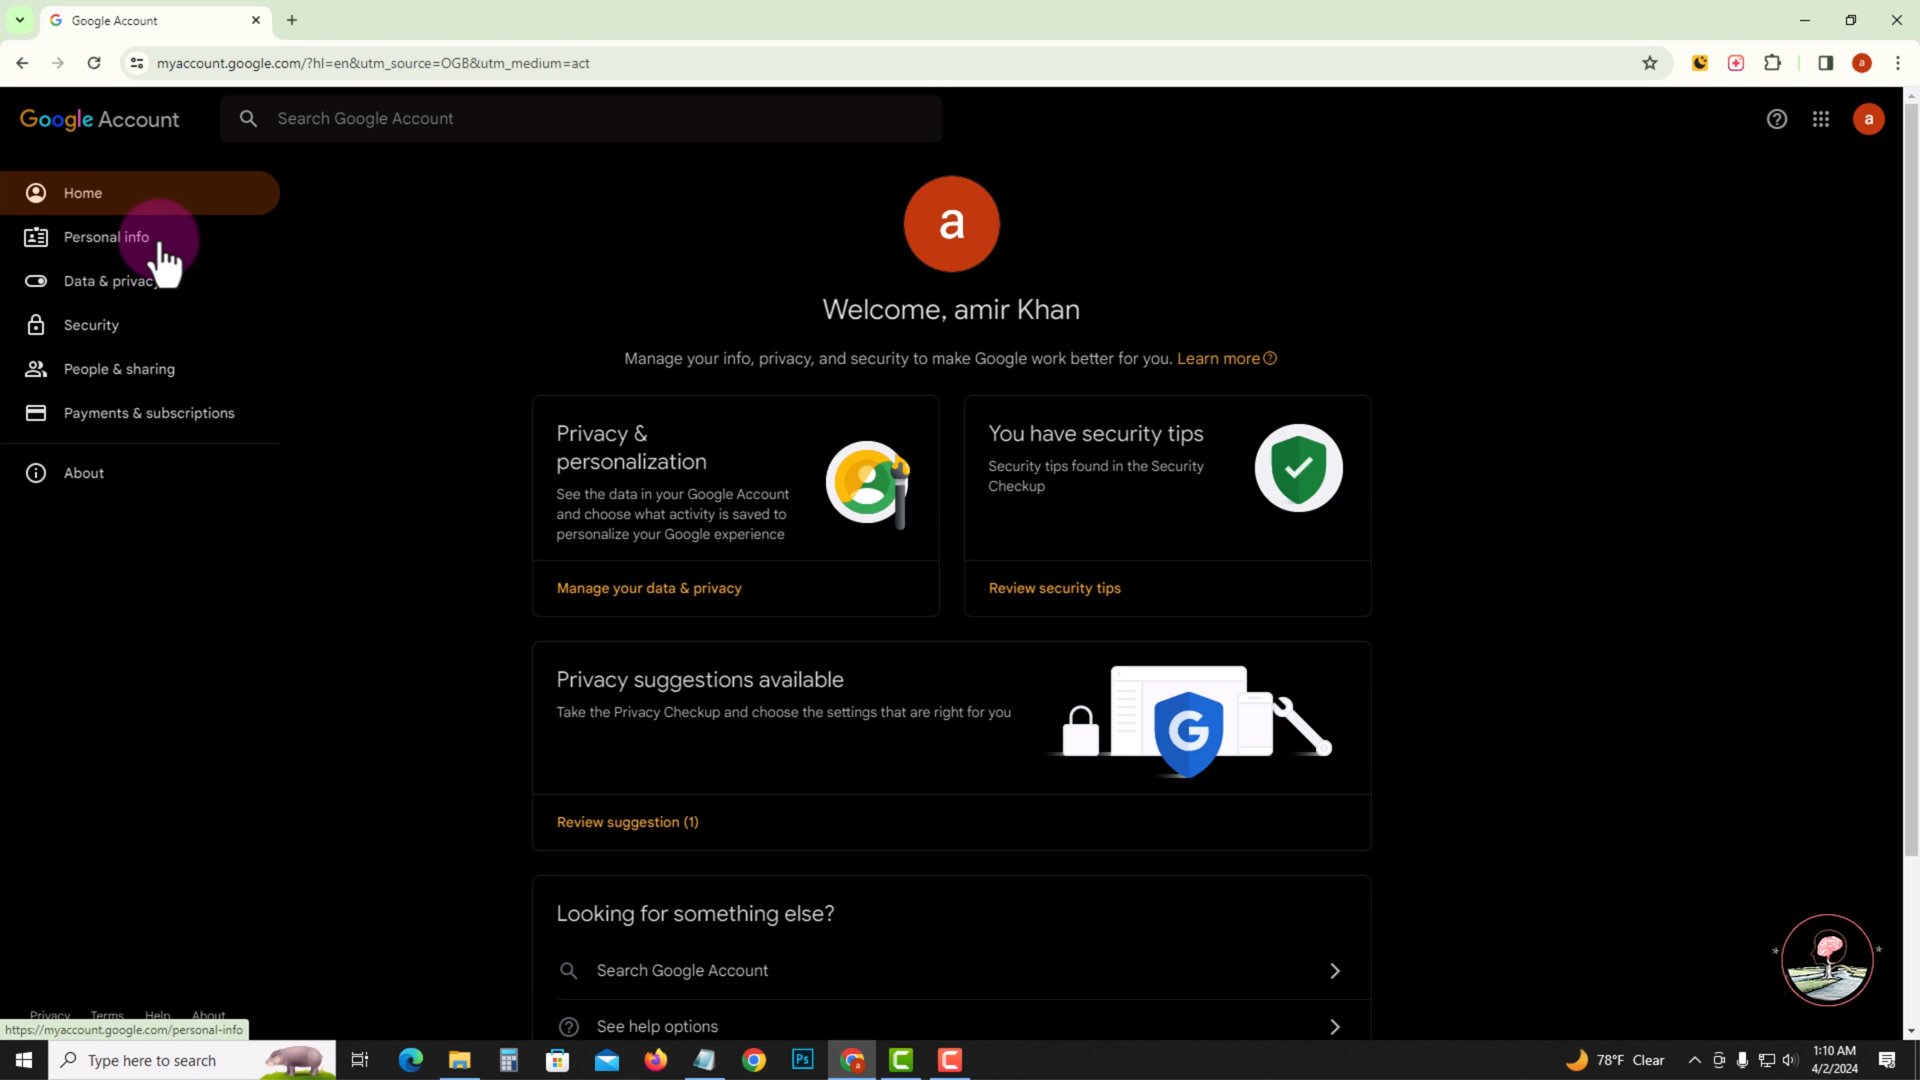 Google Account
myaccount.google.com/?hl=en&utm_source=OGB&utm_medium=act
a
Google Account
Search Google Account
a
Home
Personal info
Data & privacy
Security
People & sharing
Payments & subscriptions
About
a
Welcome, amir Khan
Manage your info, privacy, and security to make Google work better for you. Learn more
Privacy &
personalization
See the data in your Google Account
and choose what activity is saved to
personalize your Google experience
Manage your data & privacy
You have security tips
Security tips found in the Security
Checkup
Review security tips
Privacy suggestions available
Take the Privacy Checkup and choose the settings that are right for you
G
Review suggestion (1)
Looking for something else?
Search Google Account
See help options
Privacy Terms Help About
https://myaccount.google.com/personal-info
Type here to search
Ps
a
78°F Clear
1:10 AM
4/2/2024